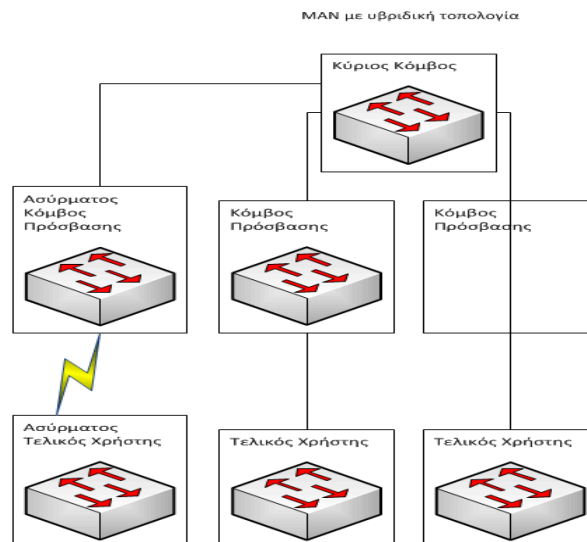 ΜΑΝ με υβριδική τοπολογία
Κύριος Κόμβος
Ασύρματος
Κόμβος
Πρόσβασης
Κόμβος
Πρόσβασης
Κόμβος
Πρόσβασης
Ασύρματος
Τελικός Χρήστης
Τελικός Χρήστης
Τελικός Χρήστης